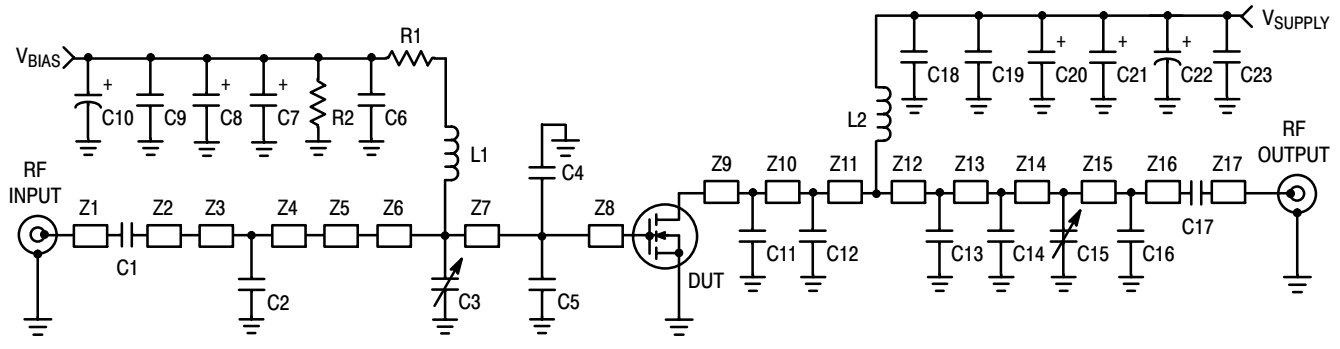 V_BIAS
R1
V_SUPPLY
+
+
+
C10
C9
C8
C7
R2
C6
+
+
+
C18
C19
C20
C21
C22
C23
L1
L2
C4
RF
INPUT
RF
OUTPUT
Z1
Z2
Z3
Z4
Z5
Z6
Z7
Z8
Z9
Z10
Z11
Z12
Z13
Z14
Z15
Z16
Z17
C1
C2
C3
C5
DUT
C11
C12
C13
C14
C15
C16
C17